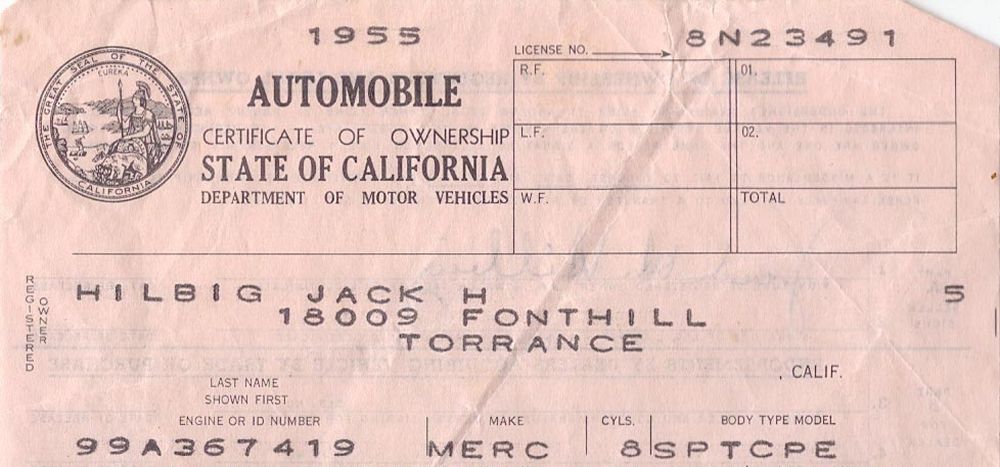 1955
LICENSE NO. 8N23491
THE GREAT SEAL OF THE STATE OF CALIFORNIA
EUREKA
AUTOMOBILE
CERTIFICATE OF OWNERSHIP
STATE OF CALIFORNIA
DEPARTMENT OF MOTOR VEHICLES
R.F. 01.
L.F. 02.
W.F. TOTAL
REGISTERED OWNER
HILBIG JACK H 5
18009 FONTHILL
TORRANCE
, CALIF.
LAST NAME
SHOWN FIRST
ENGINE OR ID NUMBER MAKE CYLS. BODY TYPE MODEL
99A367419 MERC 8 SPTCPE